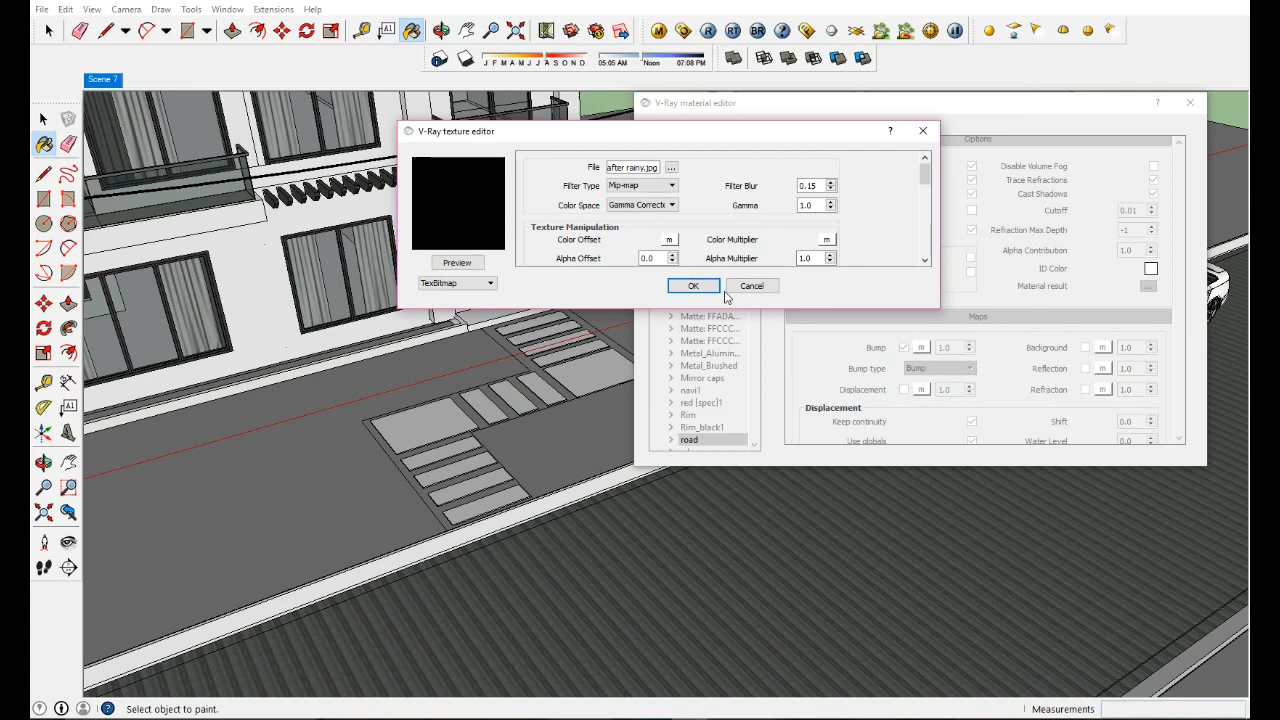 File Edit View Camera Draw Tools Window Extensions Help
J F M A M J J A S O N D 05:05 AM Noon 07:08 PM
Scene 7
V-Ray material editor ?
V-Ray texture editor ?
Options
File after rainy.jpg ...
Disable Volume Fog
Filter Type Mip-map Filter Blur 0.15
Trace Refractions
Cast Shadows
Color Space Gamma Correcte Gamma 1.0
Cutoff 0.01
Texture Manipulation
Refraction Max Depth -1
Color Offset m Color Multiplier m
Alpha Contribution 1.0
Alpha Offset 0.0 Alpha Multiplier 1.0
Preview
ID Color
TexBitmap
OK Cancel
Material result ...
Matte: FFADA...
Maps
Matte: FFCCC...
Matte: FFCCC...
Bump m 1.0 Background m 1.0
Metal_Alumin...
Metal_Brushed
Bump type Bump Reflection m 1.0
Mirror caps
navi1
Displacement m 1.0 Refraction m 1.0
red [spec]1
Displacement
Rim
Keep continuity Shift 0.0
Rim_black1
road
Use globals Water Level 0.0
Select object to paint.
Measurements